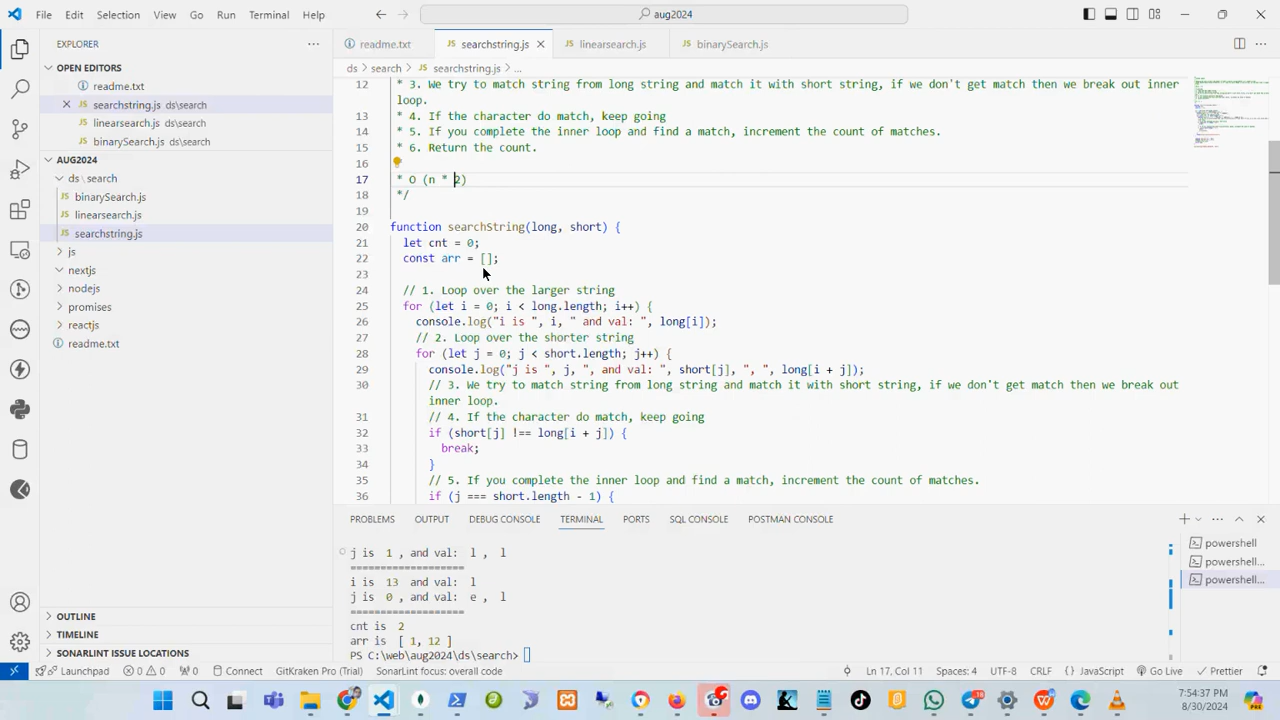 File Edit Selection View Go Run Terminal Help
aug2024
EXPLORER
OPEN EDITORS
readme.txt
searchstring.js ds\search
linearsearch.js ds\search
binarySearch.js ds\search
AUG2024
ds \ search
binarySearch.js
linearsearch.js
searchstring.js
js
nextjs
nodejs
promises
reactjs
readme.txt
OUTLINE
TIMELINE
SONARLINT ISSUE LOCATIONS
readme.txt searchstring.js linearsearch.js binarySearch.js
ds > search > searchstring.js > ...
12 * 3. We try to match string from long string and match it with short string, if we don't get match then we break out inner
loop.
13 * 4. If the character do match, keep going
14 * 5. If you complete the inner loop and find a match, increment the count of matches.
15 * 6. Return the count.
16
17 * O (n * 2)
18 */
19
20 function searchString(long, short) {
21 let cnt = 0;
22 const arr = [];
23
24 // 1. Loop over the larger string
25 for (let i = 0; i < long.length; i++) {
26 console.log("i is ", i, " and val: ", long[i]);
27 // 2. Loop over the shorter string
28 for (let j = 0; j < short.length; j++) {
29 console.log("j is ", j, ", and val: ", short[j], ", ", long[i + j]);
30 // 3. We try to match string from long string and match it with short string, if we don't get match then we break out
inner loop.
31 // 4. If the character do match, keep going
32 if (short[j] !== long[i + j]) {
33 break;
34 }
35 // 5. If you complete the inner loop and find a match, increment the count of matches.
36 if (j === short.length - 1) {
PROBLEMS OUTPUT DEBUG CONSOLE TERMINAL PORTS SQL CONSOLE POSTMAN CONSOLE
j is 1 , and val: l , l
===================
i is 13 and val: l
j is 0 , and val: e , l
===================
cnt is 2
arr is [ 1, 12 ]
PS C:\web\aug2024\ds\search>
powershell
powershell...
powershell...
Launchpad 0 0 0 Connect GitKraken Pro (Trial) SonarLint focus: overall code Ln 17, Col 11 Spaces: 4 UTF-8 CRLF {} JavaScript Go Live Prettier
7:54:37 PM
8/30/2024